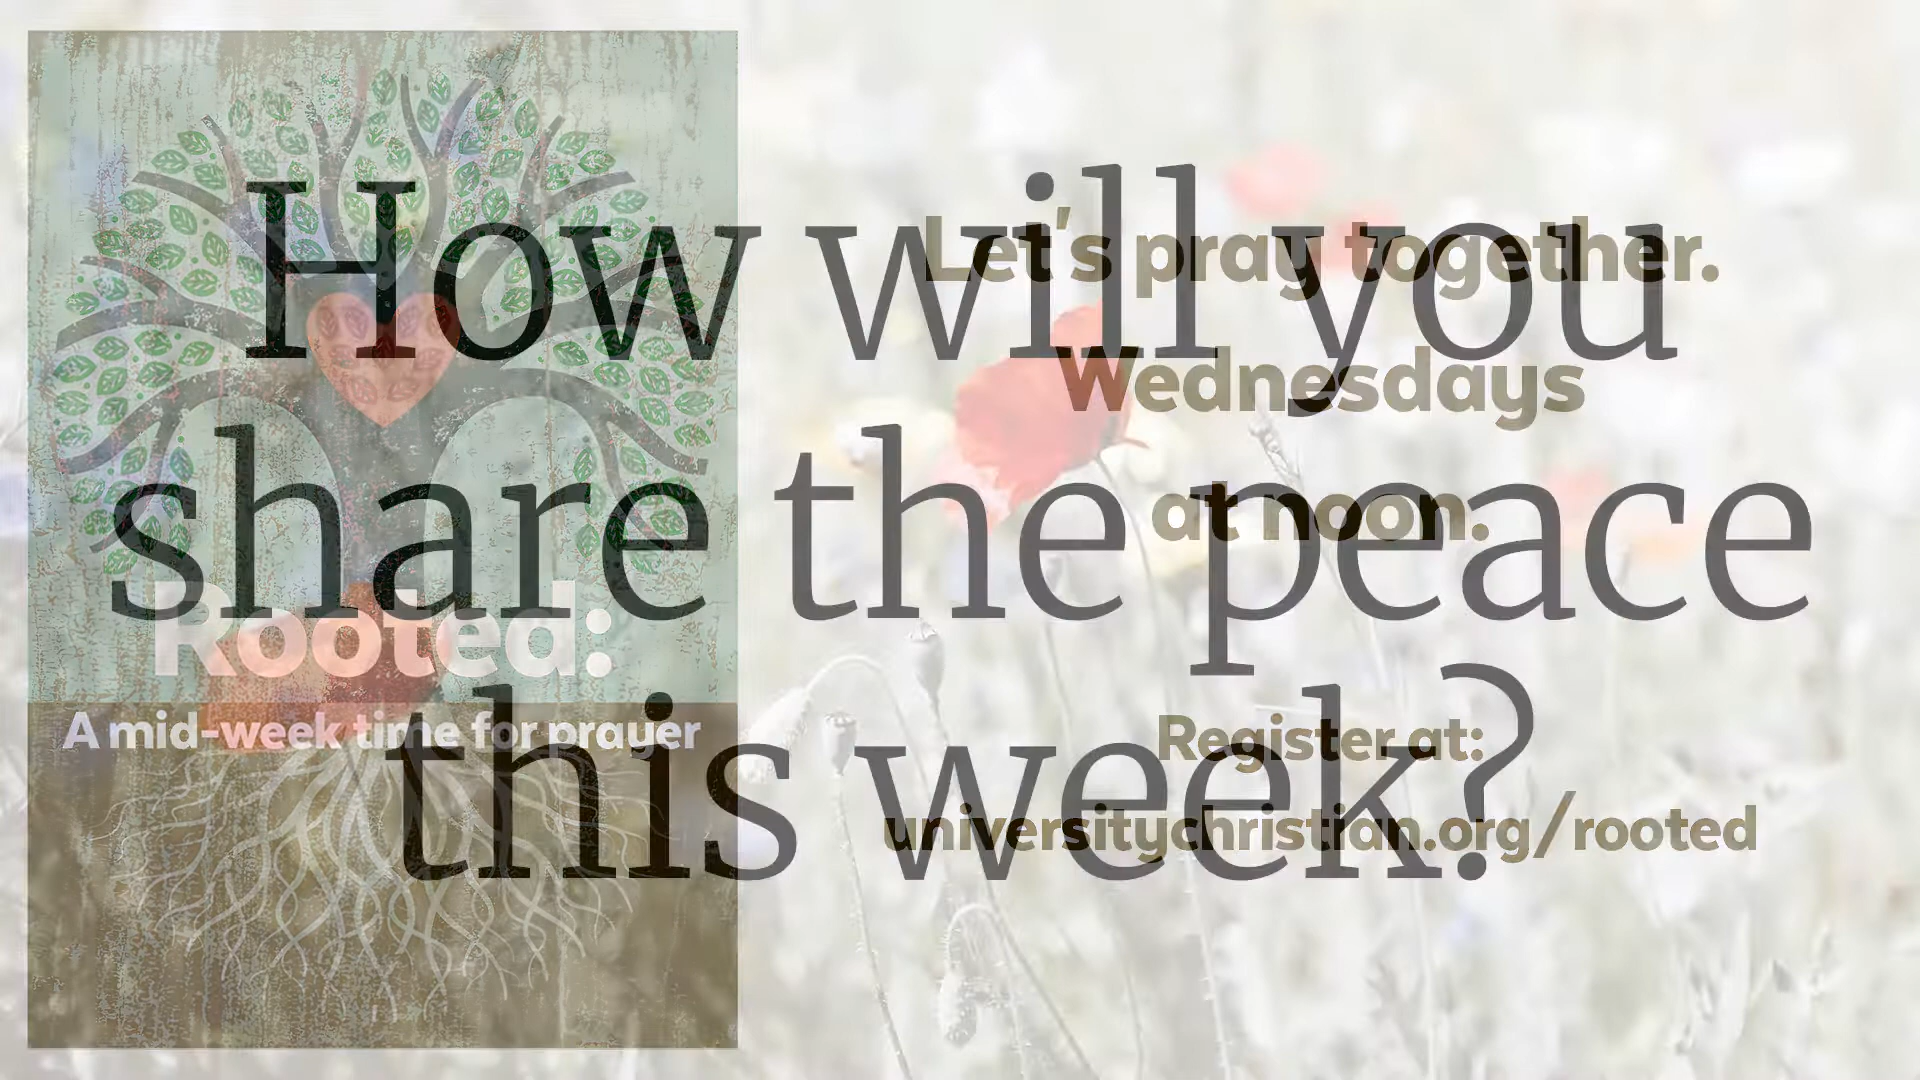 How will you
share the peace
this week?
Rooted:
A mid-week time for prayer
Let's pray together.
Wednesdays
at noon.
Register at:
universitychristian.org/rooted